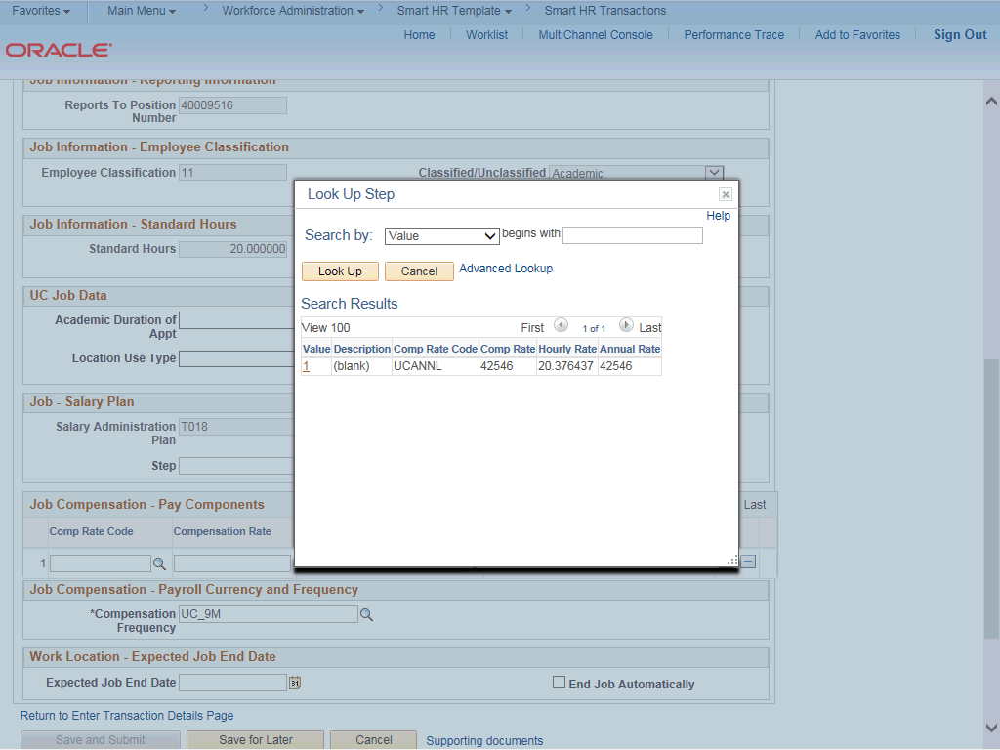 Favorites Main Menu Workforce Administration Smart HR Template Smart HR Transactions
Home Worklist MultiChannel Console Performance Trace Add to Favorites Sign Out
ORACLE
Job Information - Reporting Information
Reports To Position Number 40009516
Job Information - Employee Classification
Employee Classification 11 Classified/Unclassified Academic
Job Information - Standard Hours
Standard Hours 20.000000
UC Job Data
Academic Duration of Appt
Location Use Type
Job - Salary Plan
Salary Administration Plan T018
Step
Job Compensation - Pay Components Last
Comp Rate Code Compensation Rate
1
Job Compensation - Payroll Currency and Frequency
*Compensation Frequency UC_9M
Work Location - Expected Job End Date
Expected Job End Date 31 End Job Automatically
Return to Enter Transaction Details Page
Save and Submit Save for Later Cancel Supporting documents
Look Up Step
Help
Search by: Value begins with
Look Up Cancel Advanced Lookup
Search Results
View 100 First 1 of 1 Last
Value Description Comp Rate Code Comp Rate Hourly Rate Annual Rate
1 (blank) UCANNL 42546 20.376437 42546